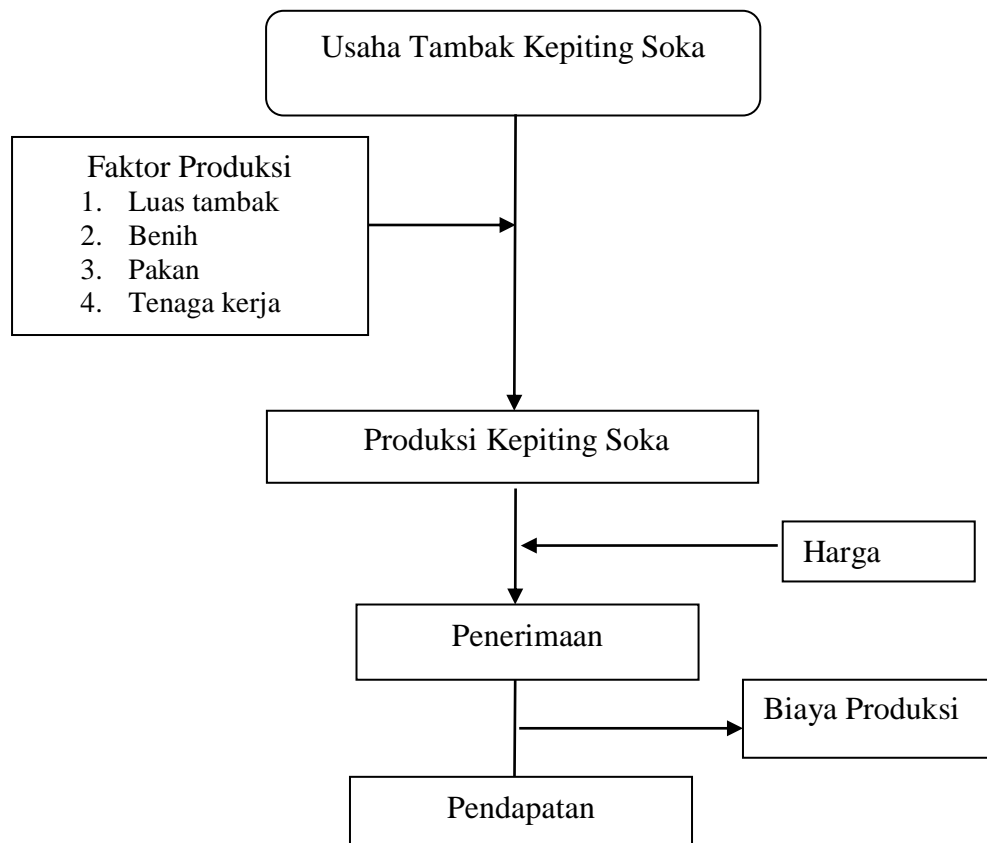 Usaha Tambak Kepiting Soka
Faktor Produksi
1. Luas tambak
2. Benih
3. Pakan
4. Tenaga kerja
Produksi Kepiting Soka
Harga
Penerimaan
Biaya Produksi
Pendapatan